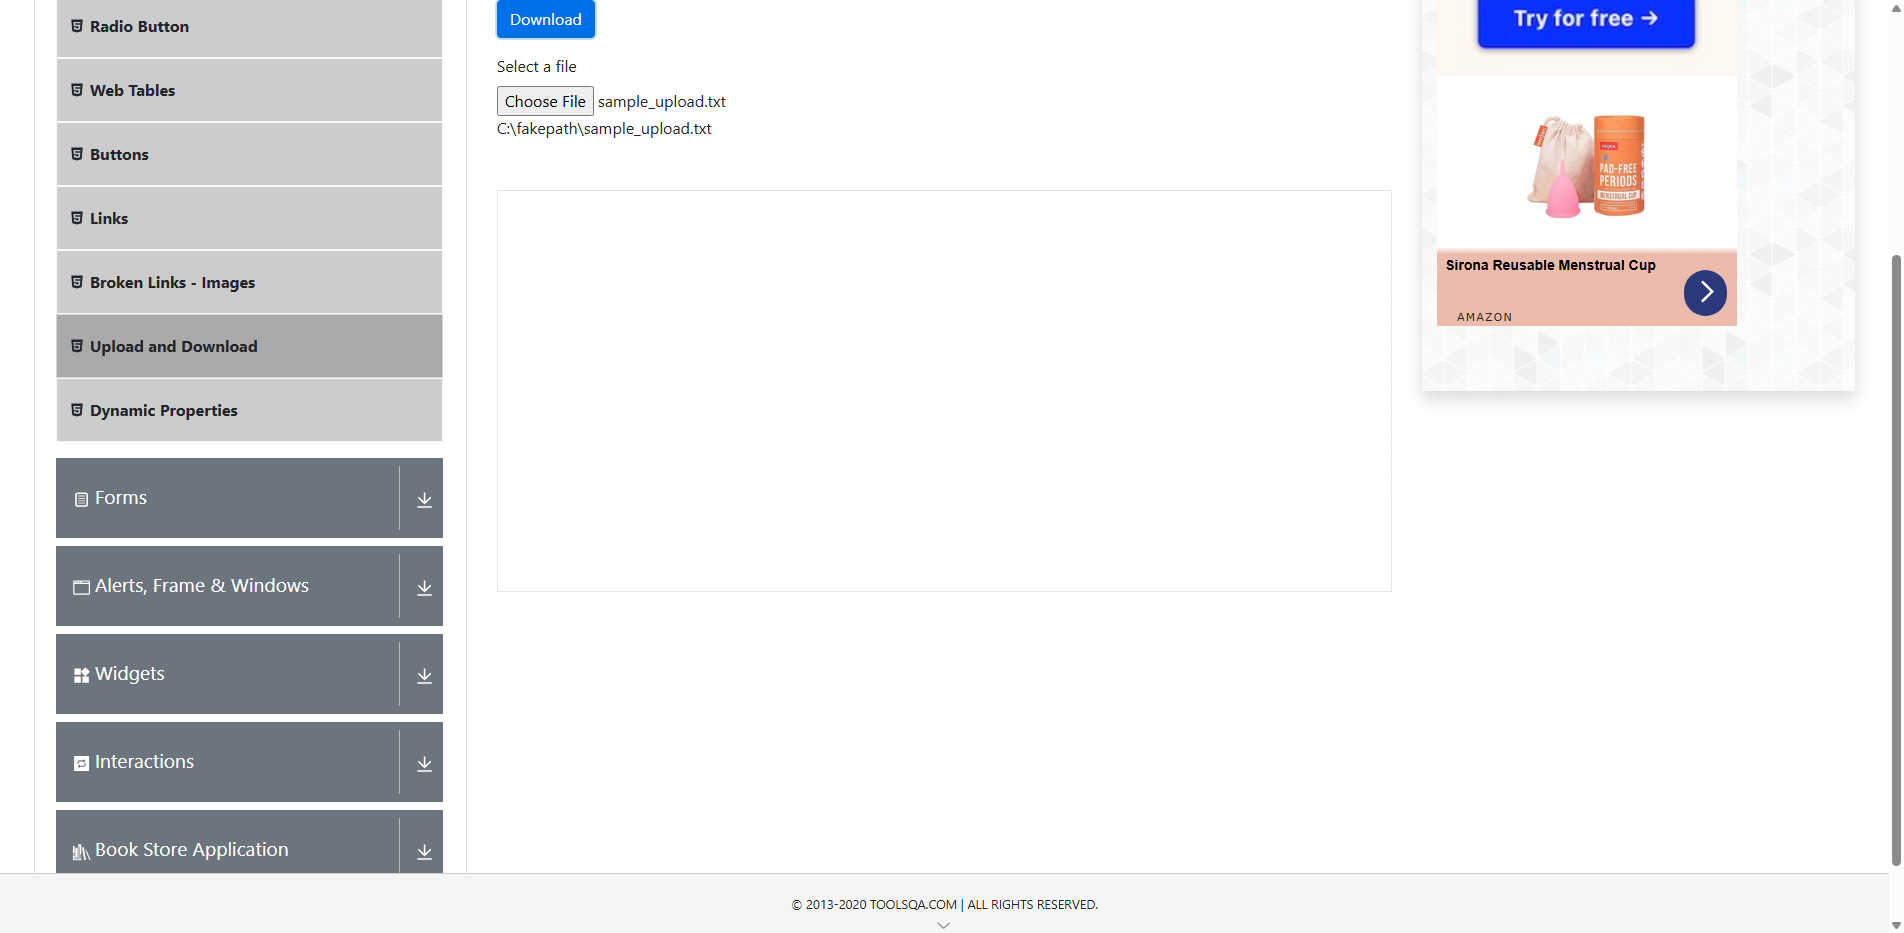 Radio Button
Web Tables
Buttons
Links
Broken Links - Images
Upload and Download
Dynamic Properties
Forms
Alerts, Frame & Windows
Widgets
Interactions
Book Store Application
Download
Select a file
Choose File sample_upload.txt
C:\fakepath\sample_upload.txt
Try for free →
PAD-FREE
PERIODS
MENSTRUAL CUP
Sirona Reusable Menstrual Cup
AMAZON
© 2013-2020 TOOLSQA.COM | ALL RIGHTS RESERVED.